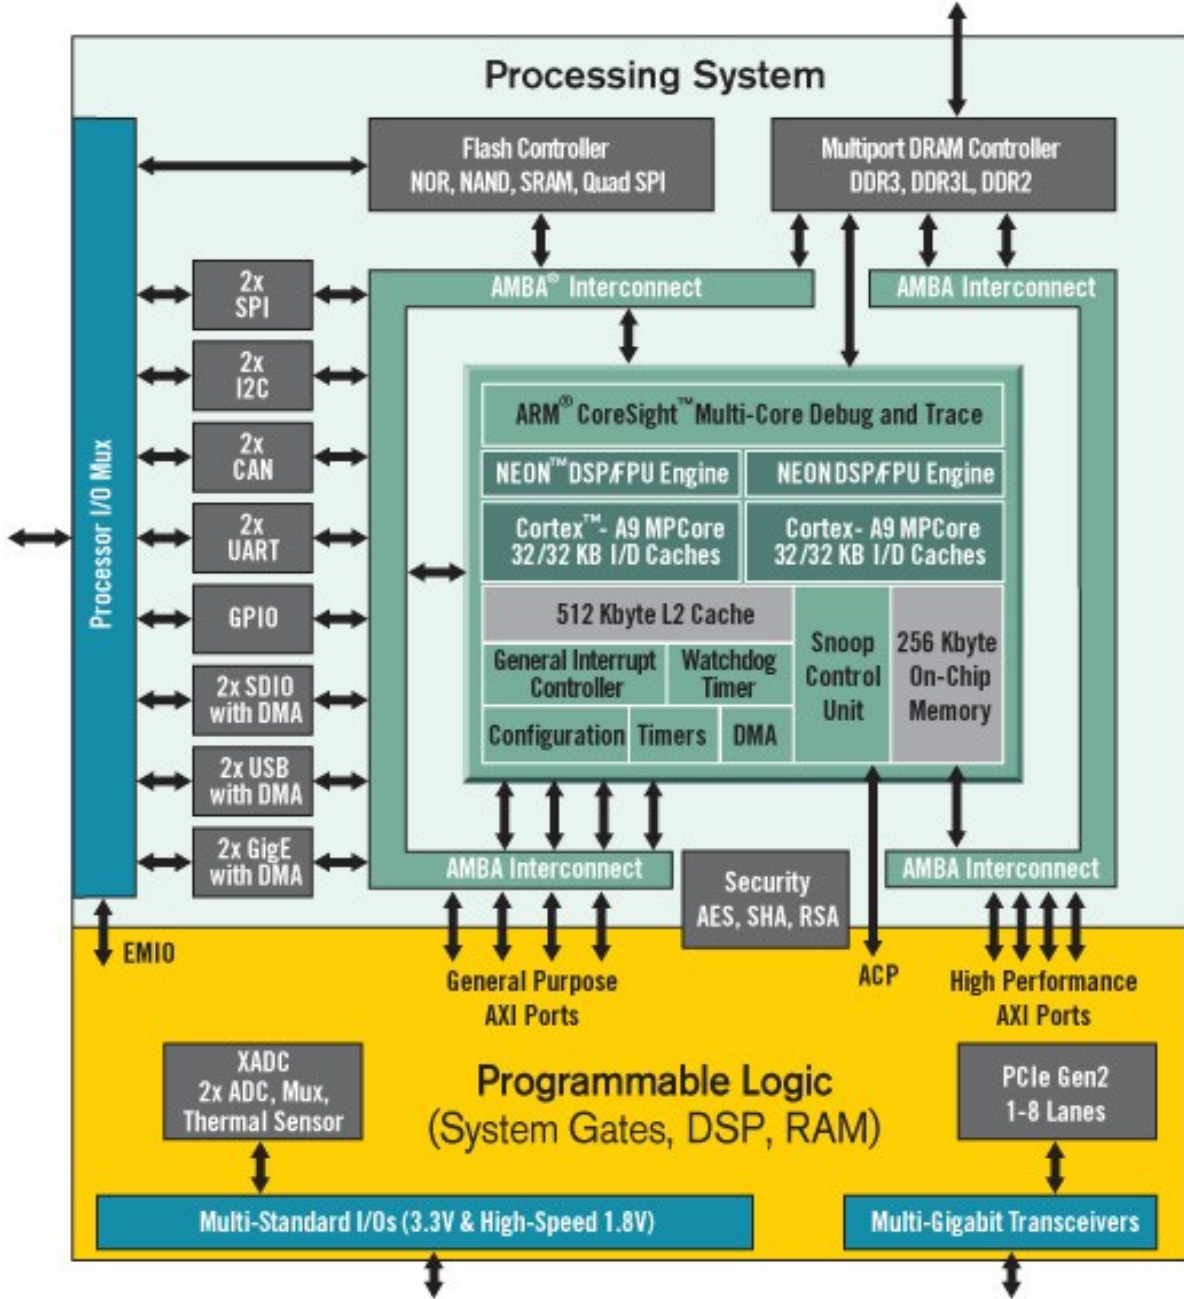 Processing System
Flash Controller
NOR, NAND, SRAM, Quad SPI
Multiport DRAM Controller
DDR3, DDR3L, DDR2
Processor I/O Mux
2x
SPI
2x
I2C
2x
CAN
2x
UART
GPIO
2x SDIO
with DMA
2x USB
with DMA
2x GigE
with DMA
EMIO
AMBA® Interconnect
AMBA Interconnect
ARM® CoreSight™ Multi-Core Debug and Trace
NEON™ DSP/FPU Engine
NEON DSP/FPU Engine
Cortex™- A9 MPCore
32/32 KB I/D Caches
Cortex- A9 MPCore
32/32 KB I/D Caches
512 Kbyte L2 Cache
General Interrupt
Controller
Watchdog
Timer
Configuration
Timers
DMA
Snoop
Control
Unit
256 Kbyte
On-Chip
Memory
AMBA Interconnect
Security
AES, SHA, RSA
AMBA Interconnect
General Purpose
AXI Ports
ACP
High Performance
AXI Ports
XADC
2x ADC, Mux,
Thermal Sensor
Programmable Logic
(System Gates, DSP, RAM)
PCIe Gen2
1-8 Lanes
Multi-Standard I/Os (3.3V & High-Speed 1.8V)
Multi-Gigabit Transceivers